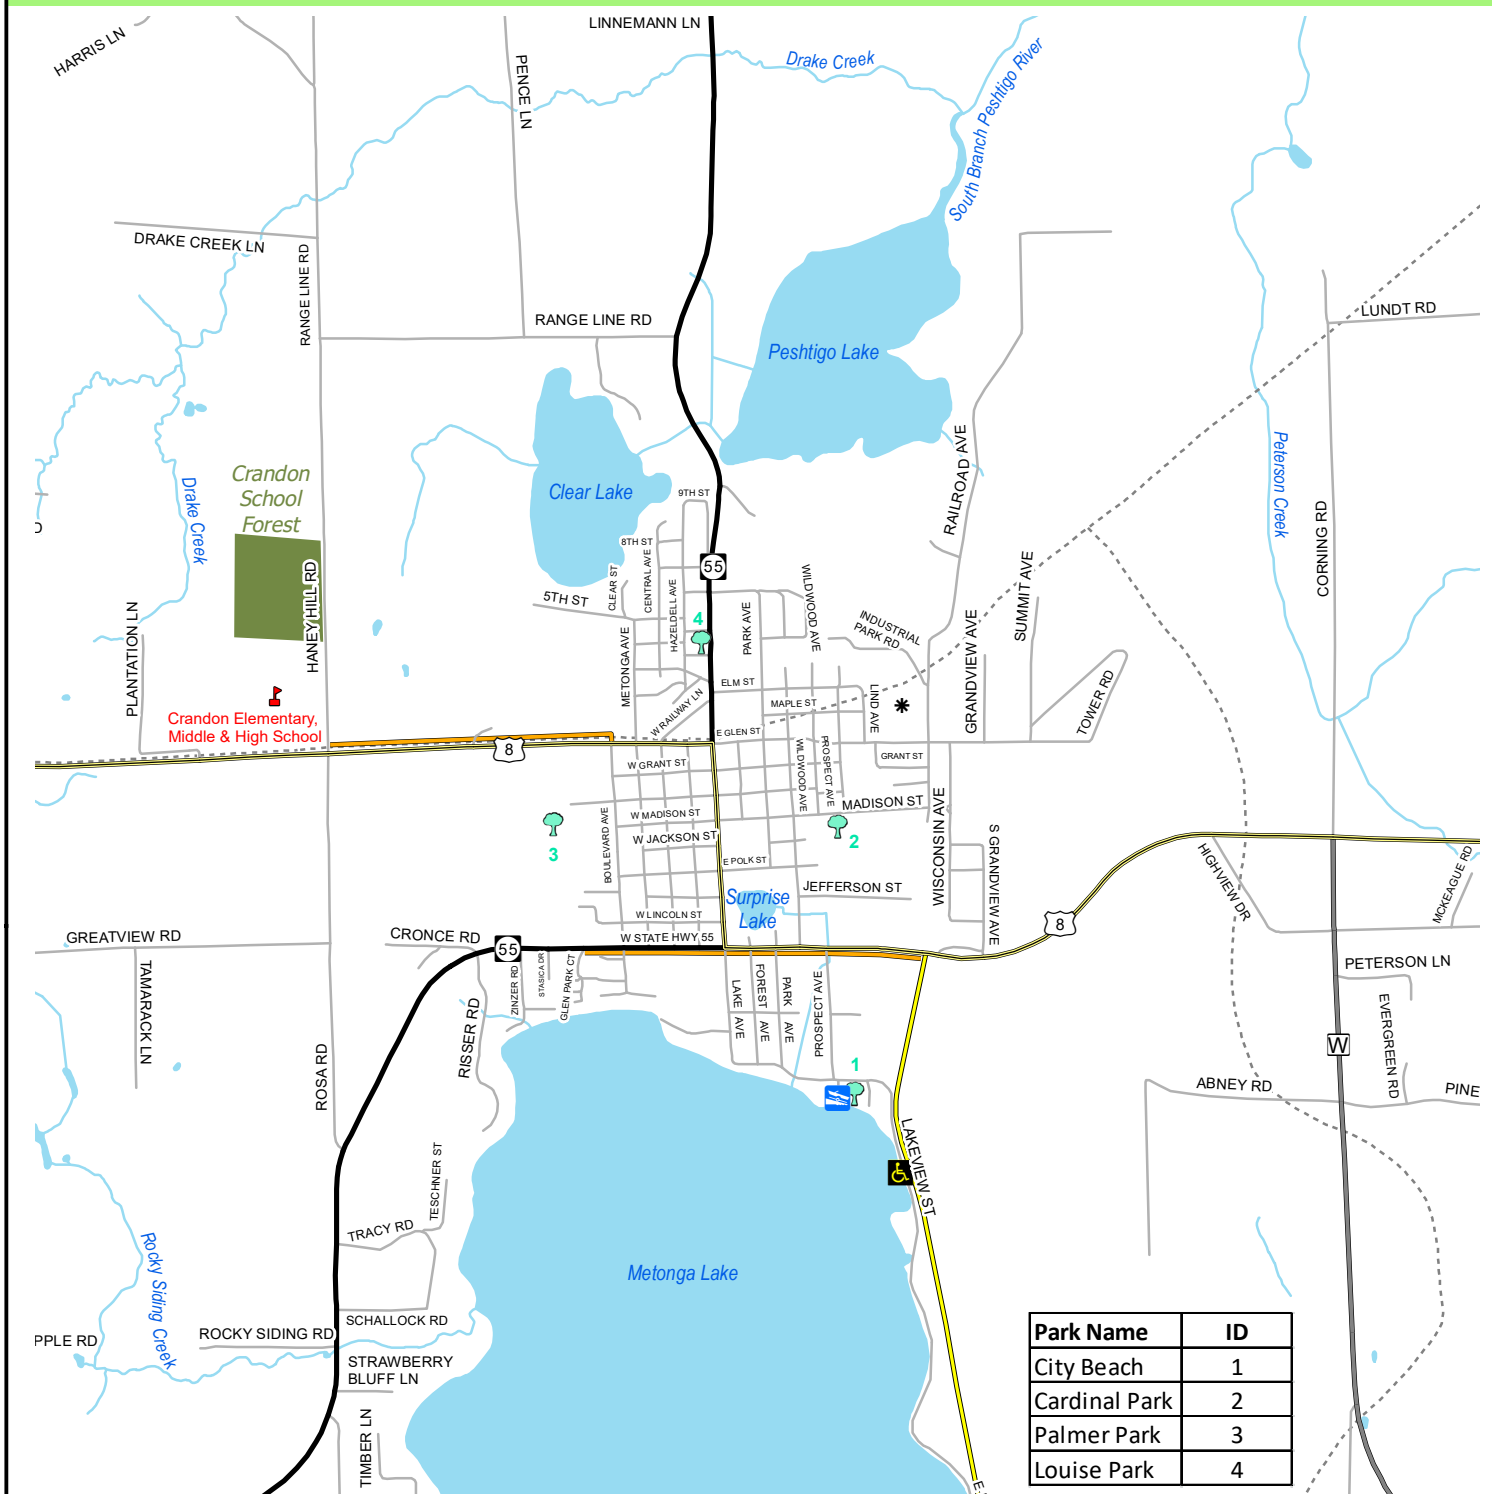 LINNEMANN LN
HARRIS LN
PENCE LN
Drake Creek
South Branch Peshtigo River
DRAKE CREEK LN
RANGE LINE RD
RANGE LINE RD
LUNDT RD
Peshtigo Lake
Clear Lake
9TH ST
RAILROAD AVE
Peterson Creek
CORNING RD
Crandon
School
Forest
Drake Creek
D
8TH ST
55
CLEAR ST
CENTRAL AVE
HAZELDELL AVE
5TH ST
WILDWOOD AVE
SUMMIT AVE
HANEY HILL RD
PLANTATION LN
METONGA AVE
4
PARK AVE
INDUSTRIAL
PARK RD
GRANDVIEW AVE
ELM ST
MAPLE ST
LIND AVE
TOWER RD
W RAILWAY LN
E GLEN ST
Crandon Elementary,
Middle & High School
8
W GRANT ST
WILDWOOD AVE
PROSPECT AVE
GRANT ST
MADISON ST
WISCONSIN AVE
W MADISON ST
BOULEVARD AVE
W JACKSON ST
3
2
E POLK ST
S GRANDVIEW AVE
HIGHVIEW DR
MCKEAGUE RD
JEFFERSON ST
Surprise
Lake
W LINCOLN ST
8
GREATVIEW RD
CRONCE RD
55
W STATE HWY 55
PETERSON LN
TAMARACK LN
ZINZER RD
STASICA DR
GLEN PARK CT
LAKE AVE
FOREST AVE
PARK AVE
PROSPECT AVE
EVERGREEN RD
RISSER RD
W
ROSA RD
1
ABNEY RD
PINE
LAKEVIEW ST
TESCHNER ST
TRACY RD
Rocky Siding Creek
Metonga Lake
SCHALLOCK RD
PPLE RD
ROCKY SIDING RD
STRAWBERRY
BLUFF LN
TIMBER LN
E
Park Name ID
City Beach 1
Cardinal Park 2
Palmer Park 3
Louise Park 4